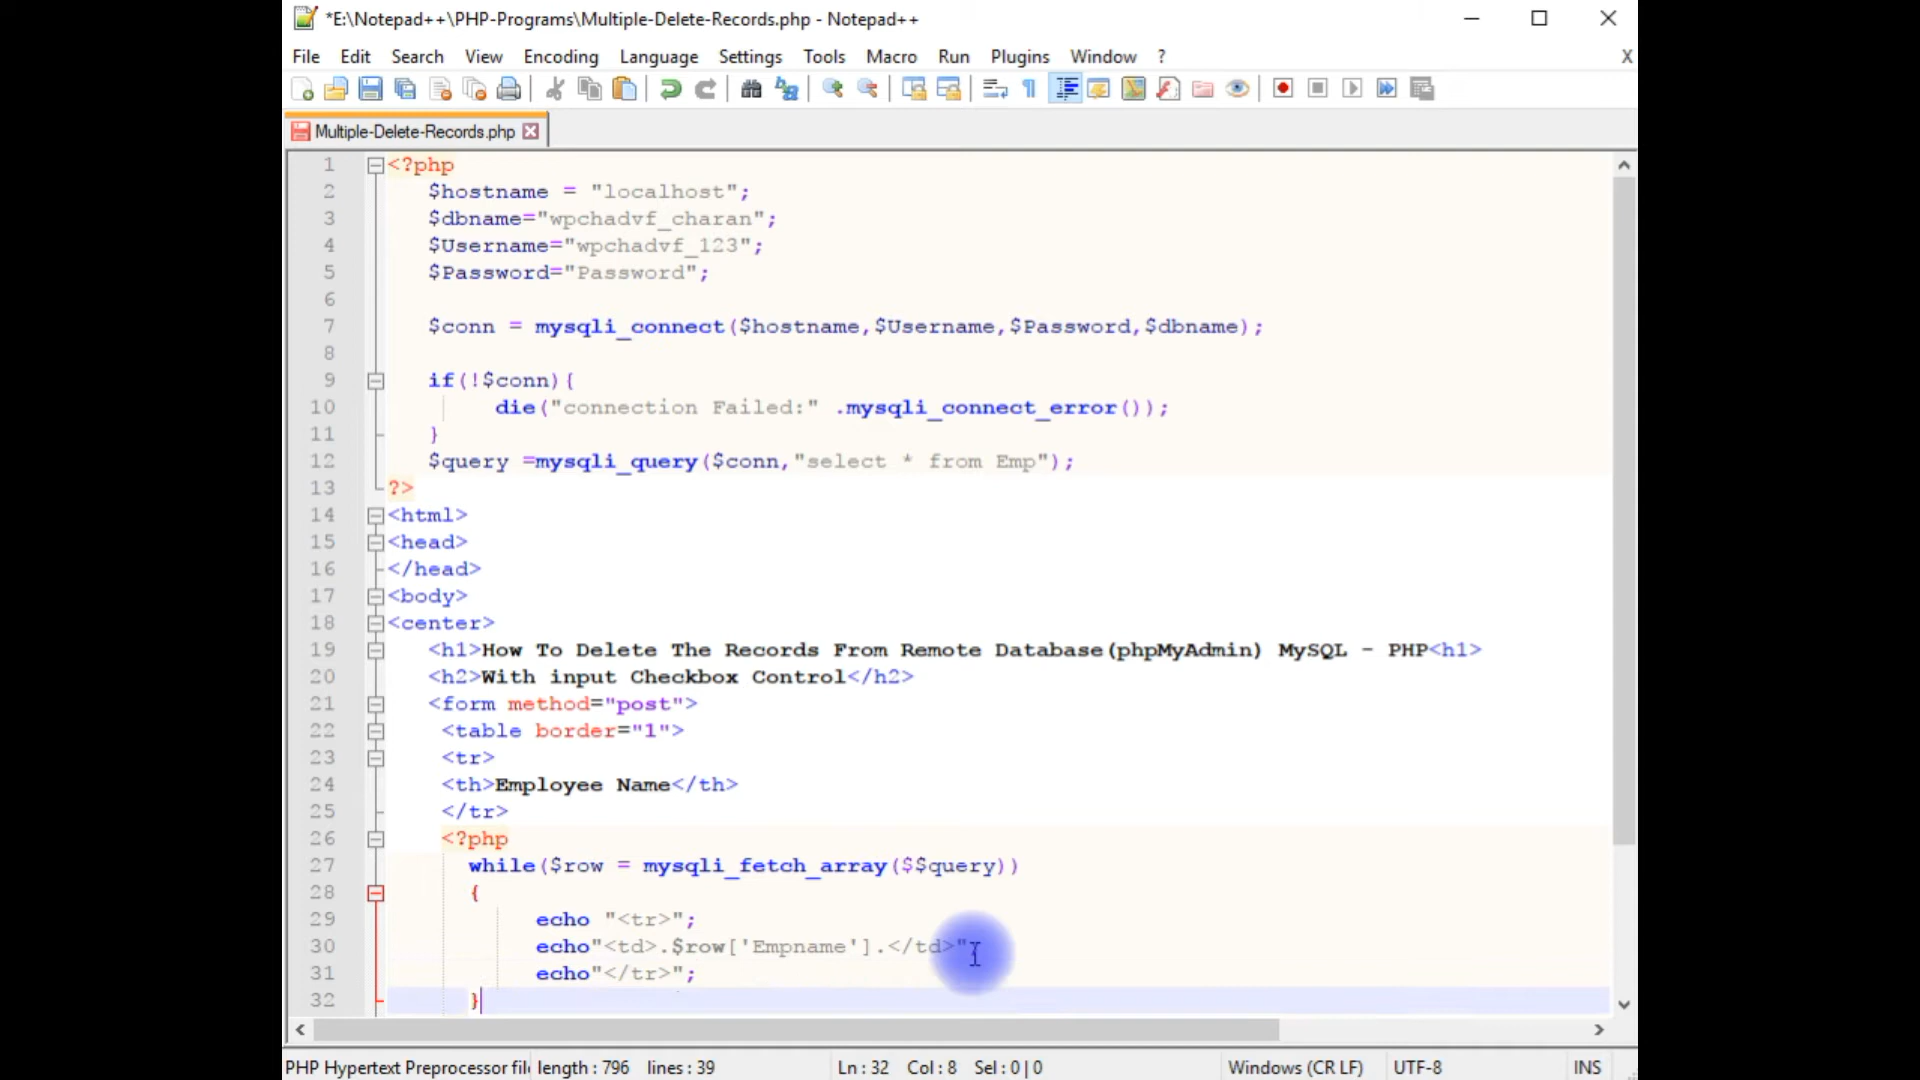 *E:\Notepad++\PHP-Programs\Multiple-Delete-Records.php - Notepad++
File Edit Search View Encoding Language Settings Tools Macro Run Plugins Window ? X
Multiple-Delete-Records.php
1 <?php
2 $hostname = "localhost";
3 $dbname="wpchadvf_charan";
4 $Username="wpchadvf_123";
5 $Password="Password";
6
7 $conn = mysqli_connect($hostname,$Username,$Password,$dbname);
8
9 if(!$conn){
10 die("connection Failed:" .mysqli_connect_error());
11 }
12 $query =mysqli_query($conn,"select * from Emp");
13 ?>
14 <html>
15 <head>
16 </head>
17 <body>
18 <center>
19 <h1>How To Delete The Records From Remote Database(phpMyAdmin) MySQL - PHP<h1>
20 <h2>With input Checkbox Control</h2>
21 <form method="post">
22 <table border="1">
23 <tr>
24 <th>Employee Name</th>
25 </tr>
26 <?php
27 while($row = mysqli_fetch_array($$query))
28 {
29 echo "<tr>";
30 echo"<td>.$row['Empname'].</td>"
31 echo"</tr>";
32 }
PHP Hypertext Preprocessor fil length : 796 lines : 39 Ln : 32 Col : 8 Sel : 0 | 0 Windows (CR LF) UTF-8 INS